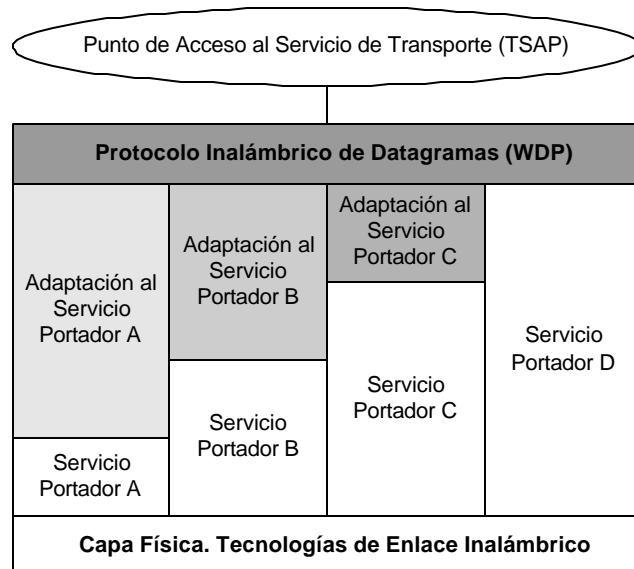 Punto de Acceso al Servicio de Transporte (TSAP)
Protocolo Inalámbrico de Datagramas (WDP)
Adaptación al
Servicio
Portador A
Servicio
Portador A
Adaptación al
Servicio
Portador B
Servicio
Portador B
Adaptación al
Servicio
Portador C
Servicio
Portador C
Servicio
Portador D
Capa Física. Tecnologías de Enlace Inalámbrico